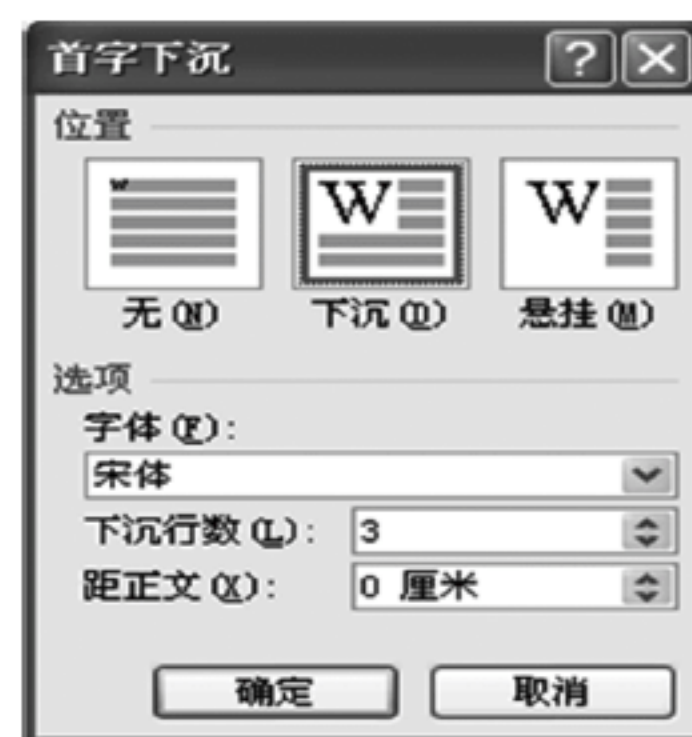 首字下沉
位置
W W W
无(N) 下沉(D) 悬挂(M)
选项
字体(F):
宋体
下沉行数(L): 3
距正文(X): 0 厘米
确定 取消